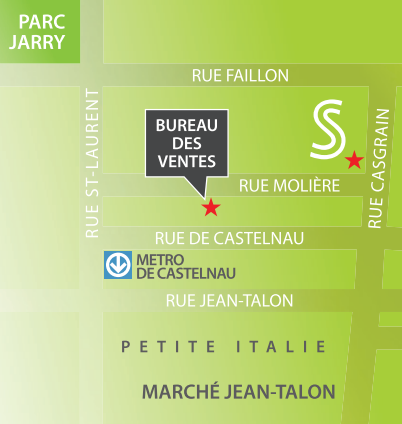 PARC
JARRY
RUE FAILLON
RUE ST-LAURENT
BUREAU
DES
VENTES
S
RUE CASGRAIN
RUE MOLIÈRE
RUE DE CASTELNAU
METRO
DE CASTELNAU
RUE JEAN-TALON
PETITE ITALIE
MARCHÉ JEAN-TALON